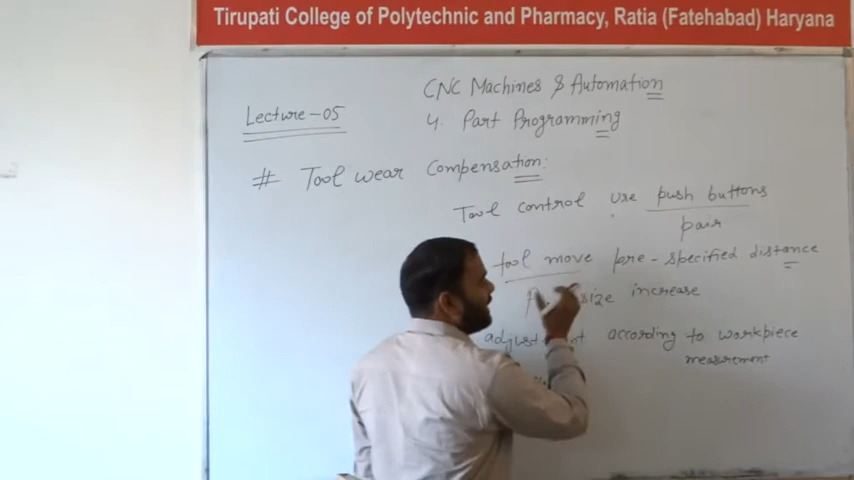 Tirupati College of Polytechnic and Pharmacy, Ratia (Fatehabad) Haryana
CNC Machines & Automation
Lecture-05
4. Part Programming
# Tool wear Compensation:
Tool control use push buttons
pair
tool move pre-specified distance
size increase
according to workpiece
measurement